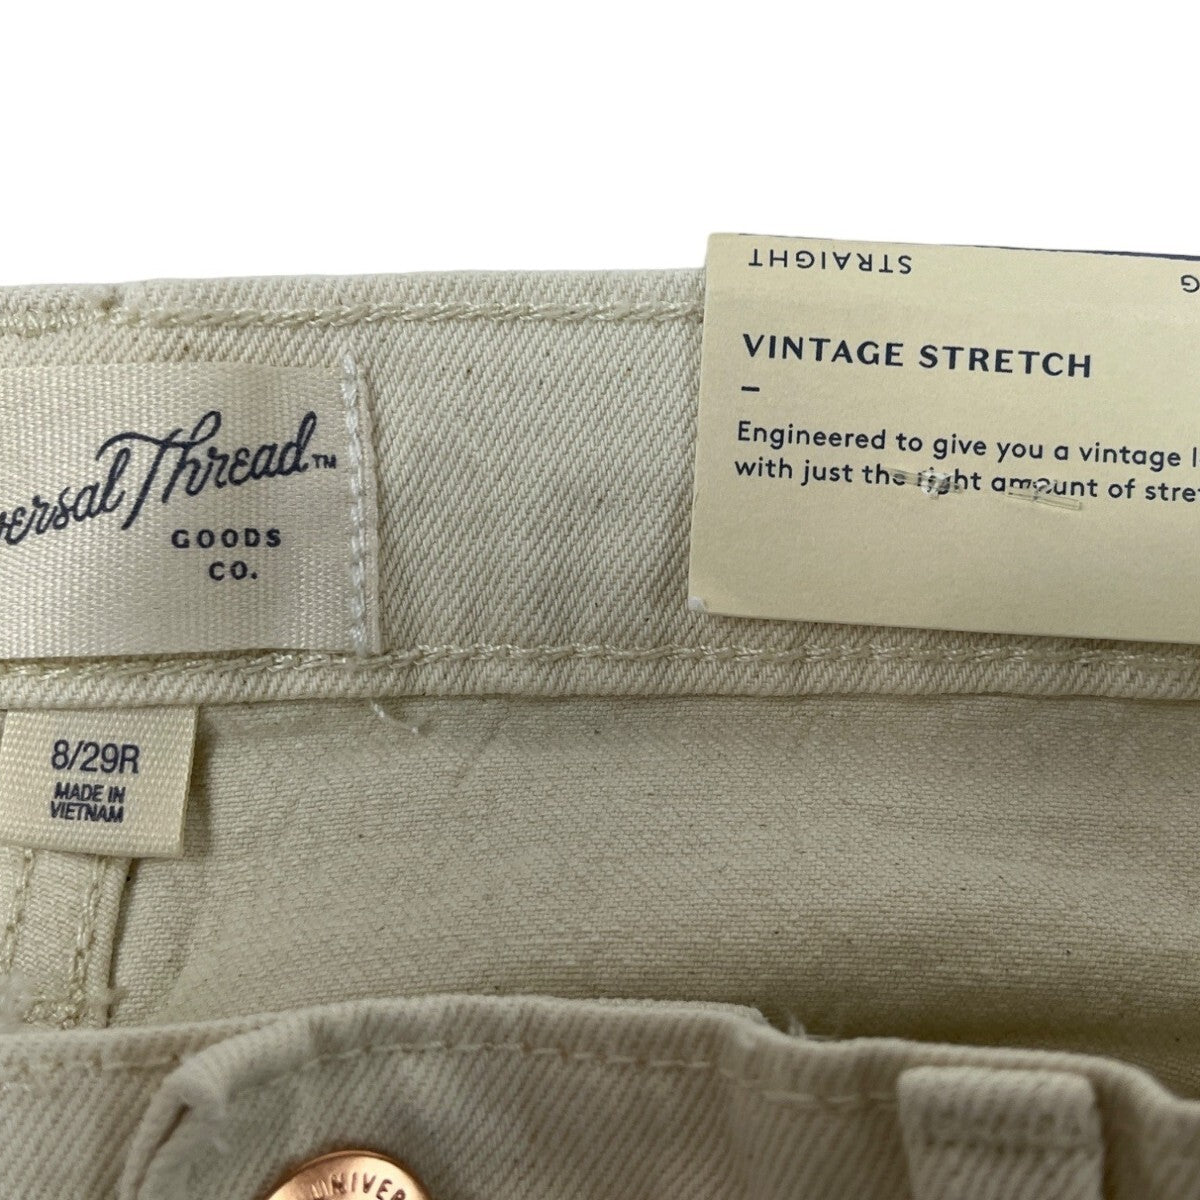 ersal Thread™
GOODS
CO.
8/29R
MADE IN
VIETNAM
STRAIGHT
G
VINTAGE STRETCH
–
Engineered to give you a vintage l
with just the right amount of stre
UNIVER